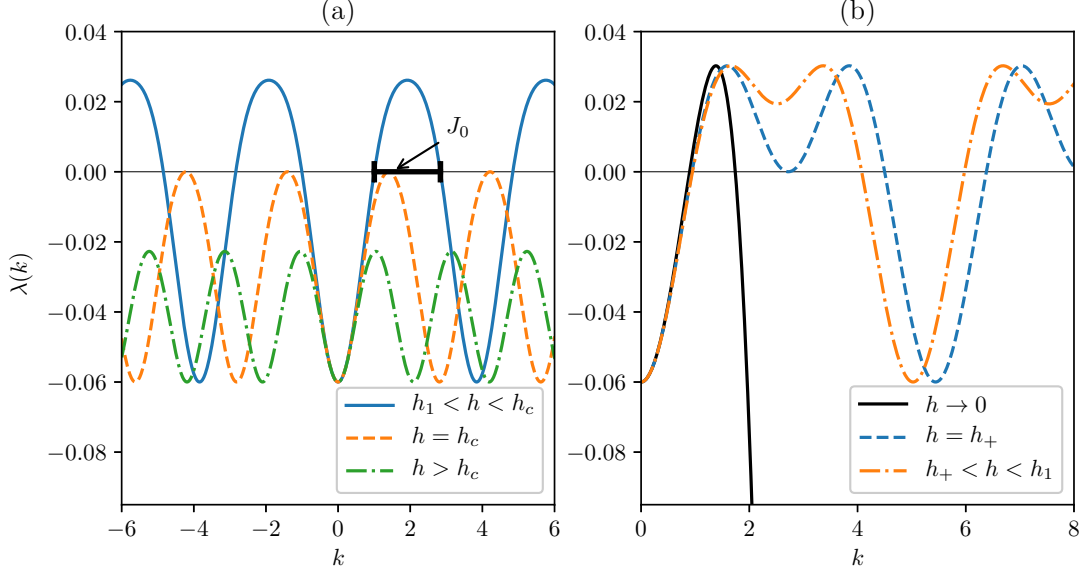 (a)
0.04
0.02
0.00
−0.02
−0.04
−0.06
−0.08
λ(k)
J₀
−6 −4 −2 0 2 4 6
k
h₁ < h < h_c
h = h_c
h > h_c
(b)
0.04
0.02
0.00
−0.02
−0.04
−0.06
−0.08
0 2 4 6 8
k
h → 0
h = h₊
h₊ < h < h₁